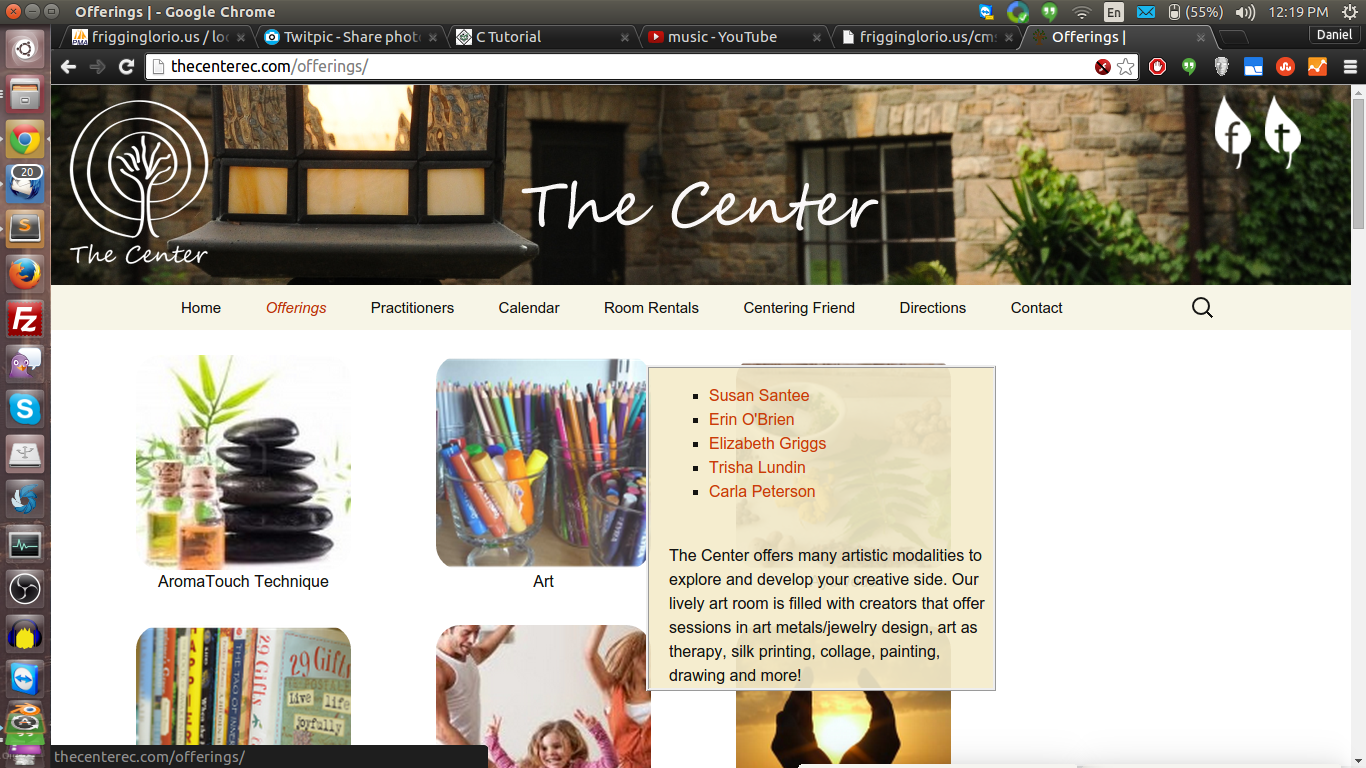 Offerings | - Google Chrome
En
(55%)
12:19 PM
frigginglorio.us / loc
Twitpic - Share phot
C Tutorial
music - YouTube
frigginglorio.us/cms
Offerings |
Daniel
thecenterec.com/offerings/
f t
The Center
The Center
Home
Offerings
Practitioners
Calendar
Room Rentals
Centering Friend
Directions
Contact
20
Susan Santee
Erin O'Brien
Elizabeth Griggs
Trisha Lundin
Carla Peterson
The Center offers many artistic modalities to
explore and develop your creative side. Our
lively art room is filled with creators that offer
sessions in art metals/jewelry design, art as
therapy, silk printing, collage, painting,
drawing and more!
AromaTouch Technique
Art
29 Gifts
29 GIFTS
live life
joyfully
thecenterec.com/offerings/